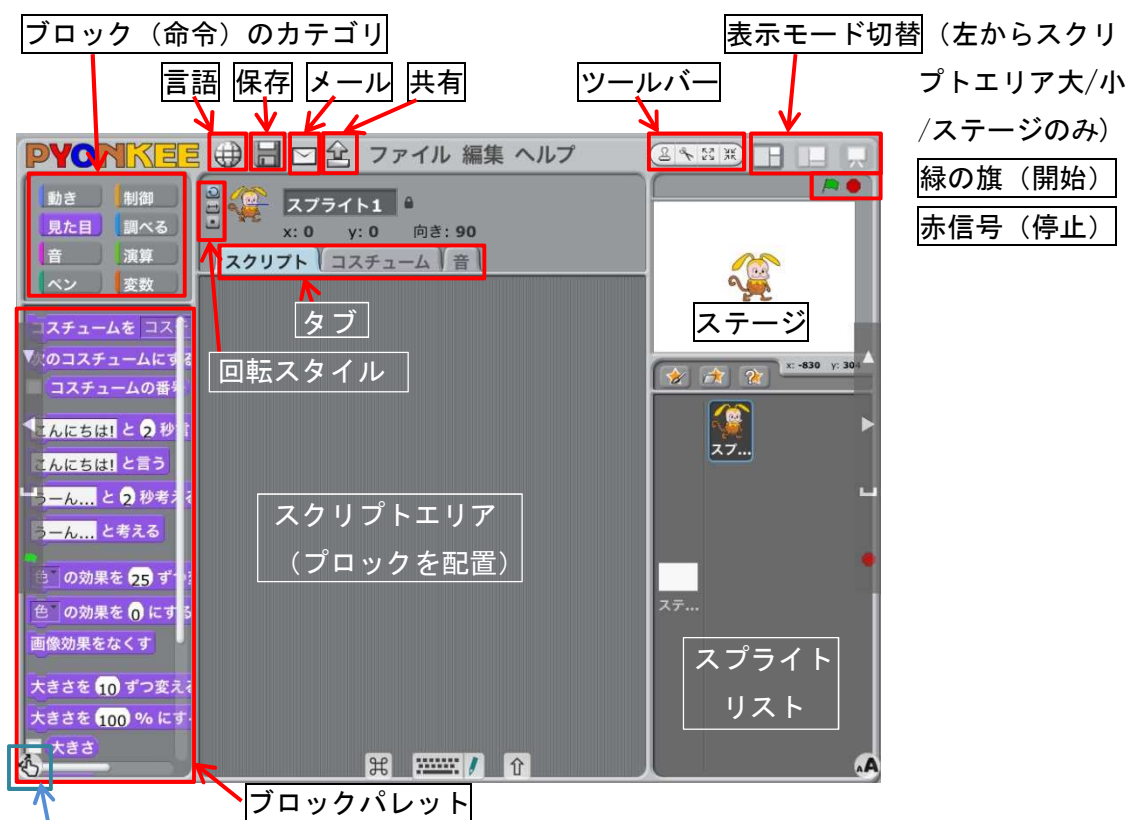 ブロック（命令）のカテゴリ
表示モード切替（左からスクリ
プトエリア大/小
/ステージのみ）
言語
保存
メール
共有
ツールバー
PYONKEE
ファイル 編集 ヘルプ
緑の旗（開始）
赤信号（停止）
動き
制御
見た目
調べる
音
演算
ペン
変数
スプライト1
x: 0 y: 0 向き: 90
スクリプト
コスチューム
音
タブ
回転スタイル
ステージ
x: -830 y: 304
コスチュームを コスチ
次のコスチュームにする
コスチュームの番号
こんにちは! と 2 秒言
こんにちは! と言う
うーん... と 2 秒考える
うーん... と考える
色 の効果を 25 ずつ変
色 の効果を 0 にする
画像効果をなくす
大きさを 10 ずつ変える
大きさを 100 % にす
大きさ
スクリプトエリア
（プロックを配置）
スプ...
ステ...
スプライト
リスト
AA
ブロックパレット